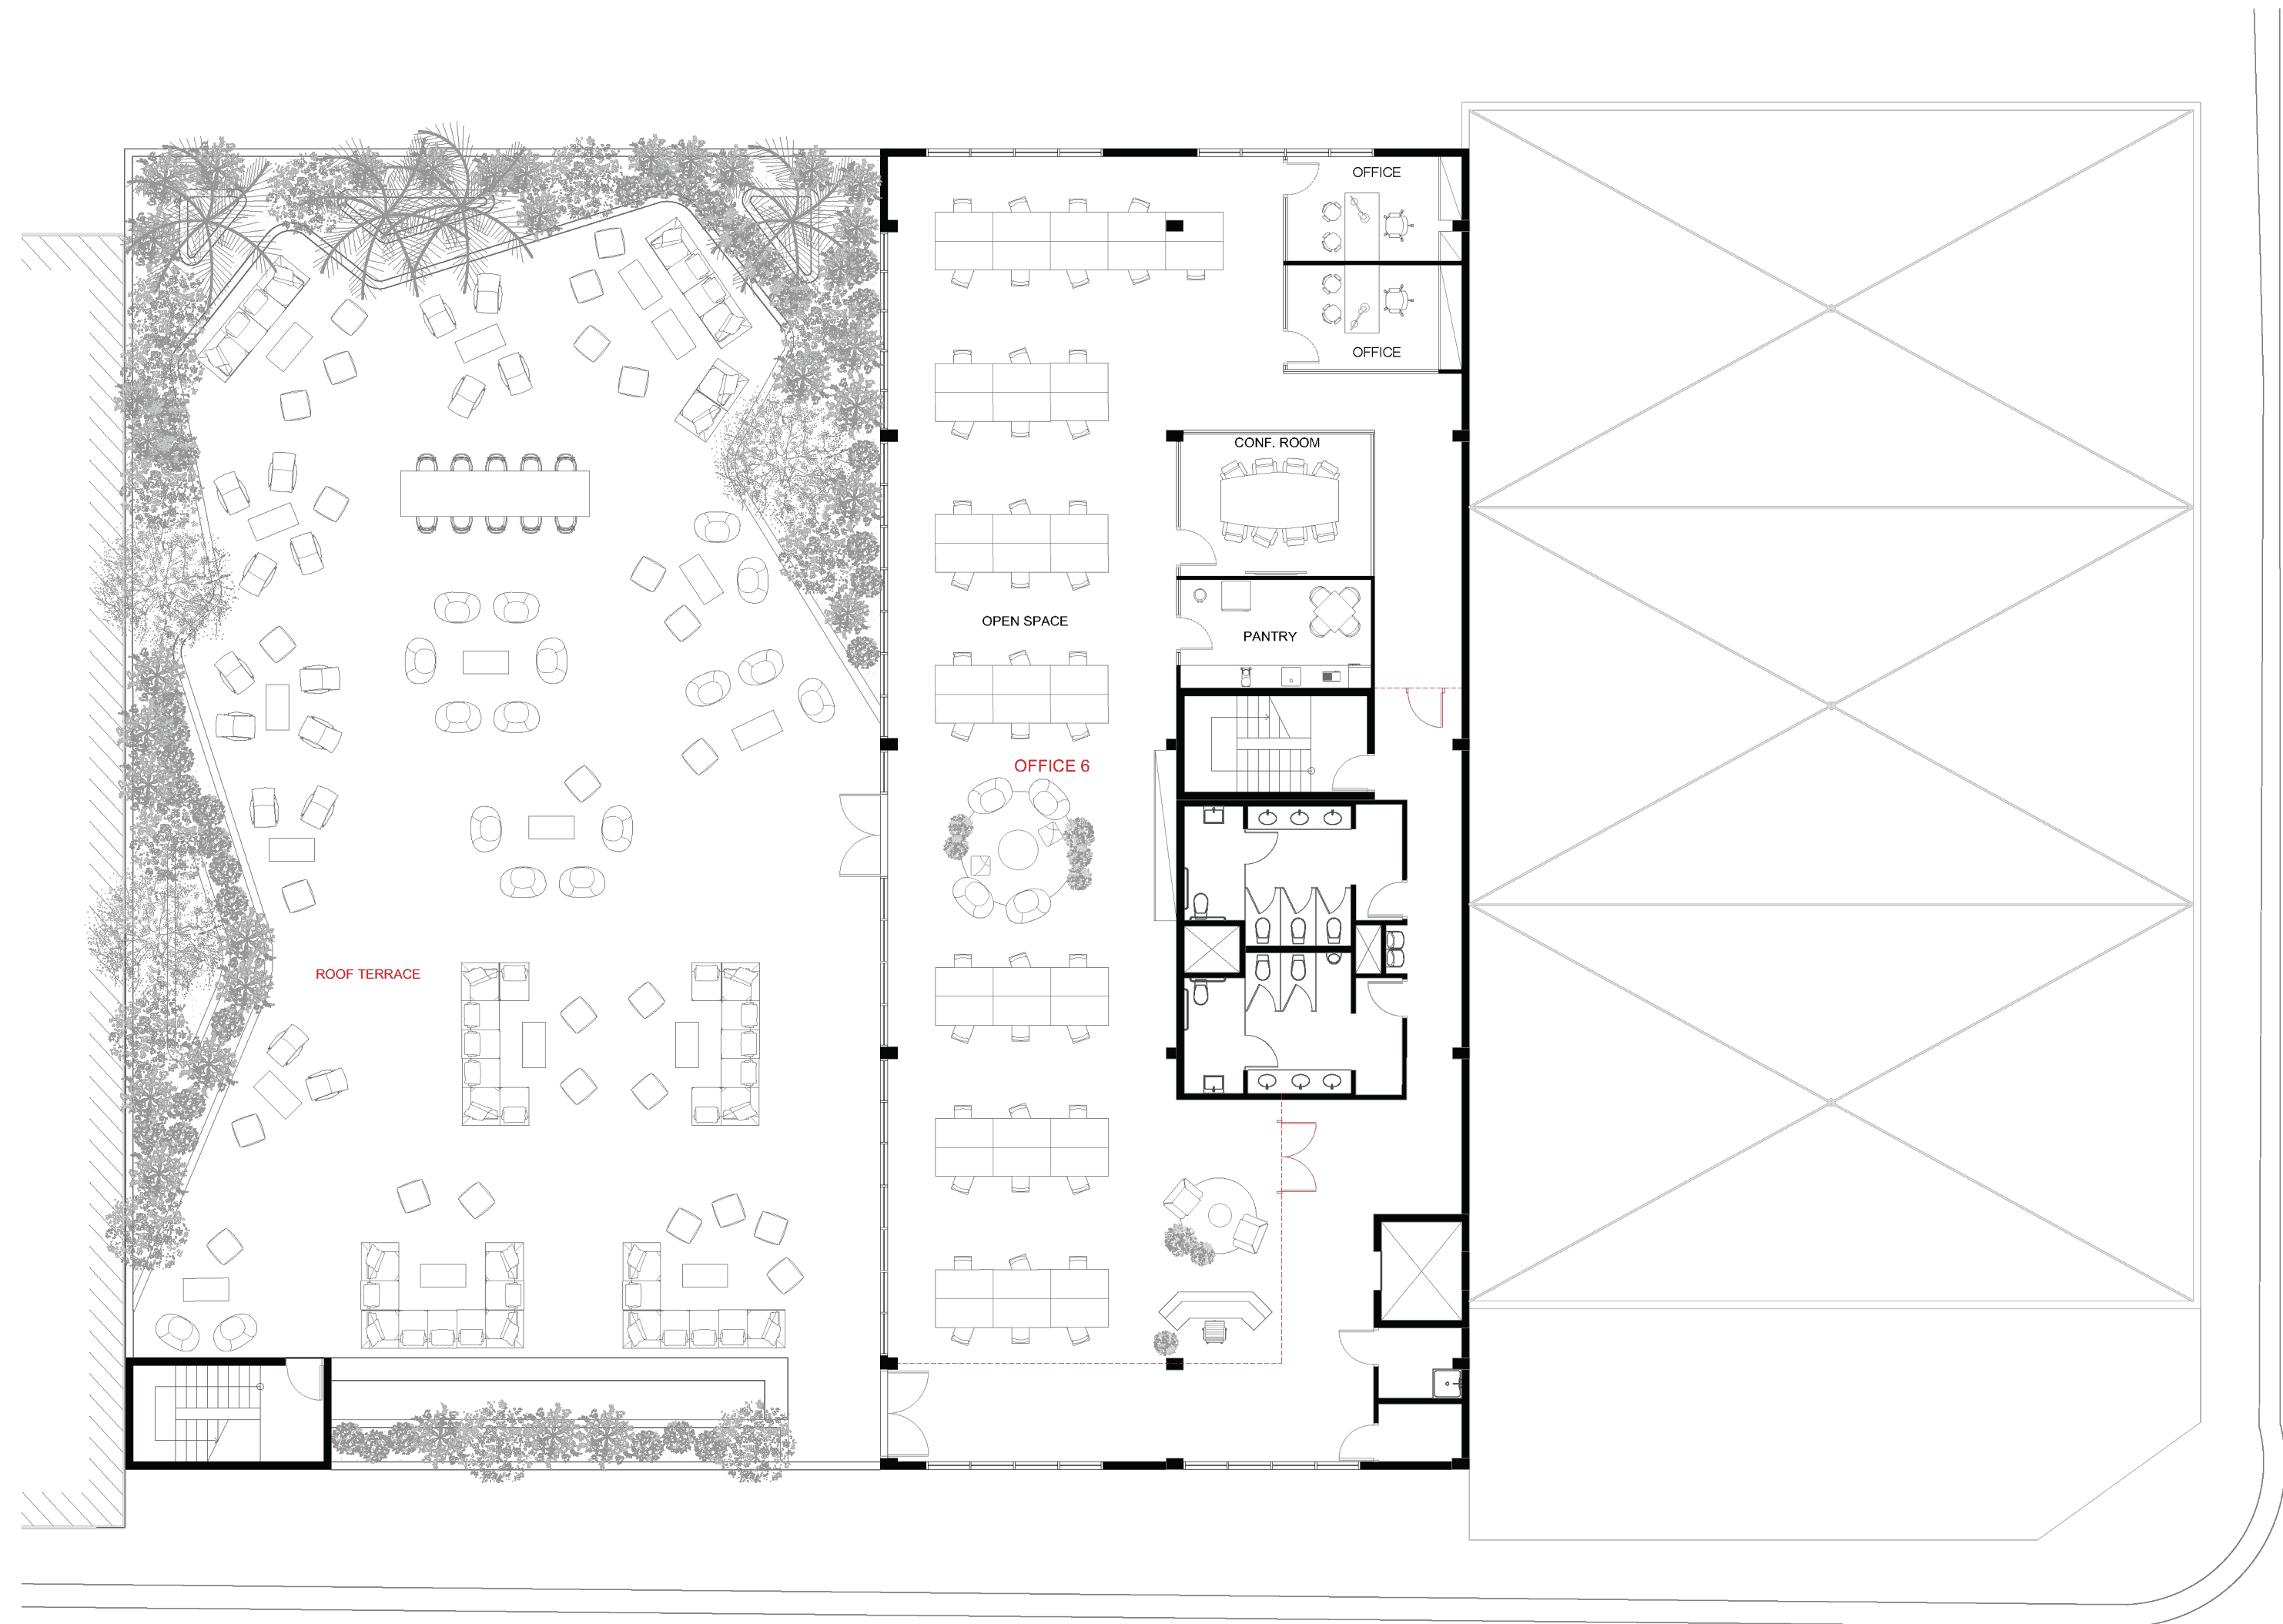 OFFICE
OFFICE
CONF. ROOM
OPEN SPACE
PANTRY
OFFICE 6
ROOF TERRACE